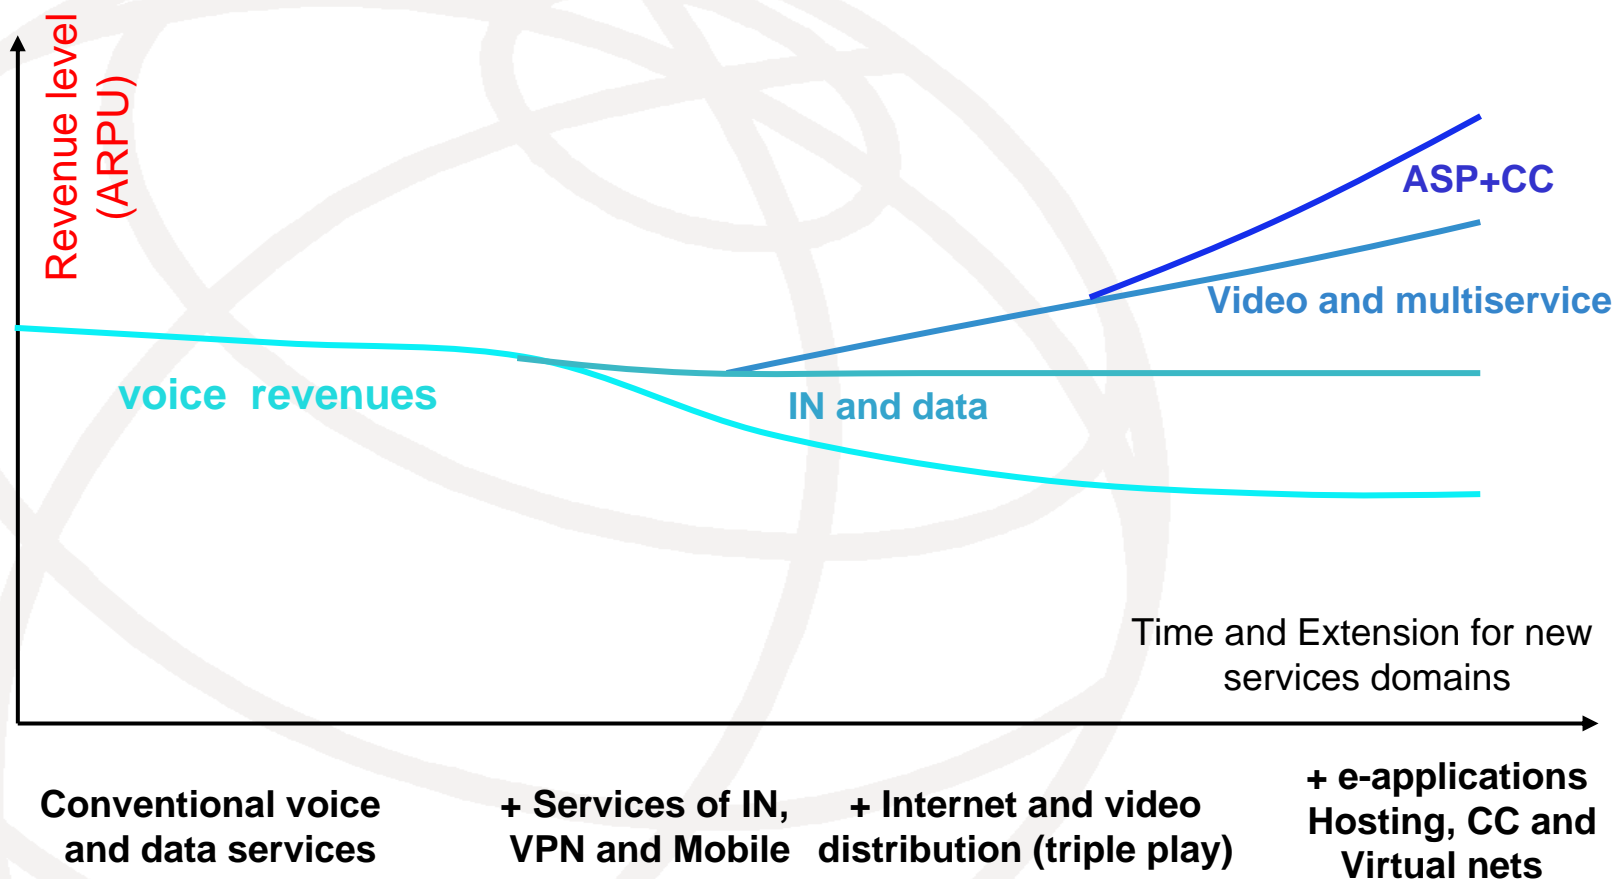 Revenue level
(ARPU)
ASP+CC
Video and multiservice
voice revenues
IN and data
Time and Extension for new
services domains
Conventional voice
and data services
+ Services of IN,
VPN and Mobile
+ Internet and video
distribution (triple play)
+ e-applications
Hosting, CC and
Virtual nets